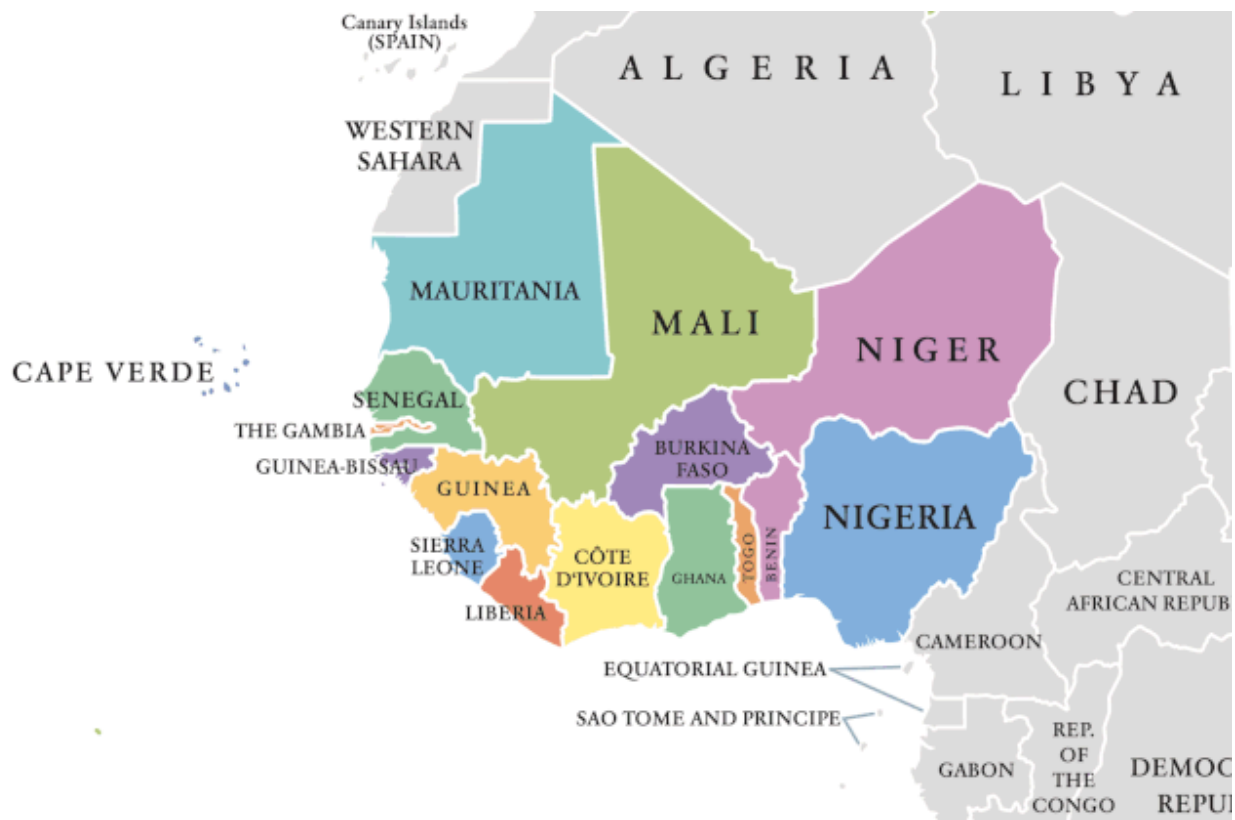 Canary Islands
(SPAIN)
ALGERIA
LIBYA
WESTERN
SAHARA
MAURITANIA
MALI
NIGER
CAPE VERDE
CHAD
SENEGAL
THE GAMBIA
BURKINA
FASO
GUINEA-BISSAU
GUINEA
NIGERIA
SIERRA
LEONE
CÔTE
D'IVOIRE
GHANA
TOGO
BENIN
LIBERIA
CENTRAL
AFRICAN REPUB
CAMEROON
EQUATORIAL GUINEA
SAO TOME AND PRINCIPE
GABON
REP.
OF
THE
CONGO
DEMOC
REPU